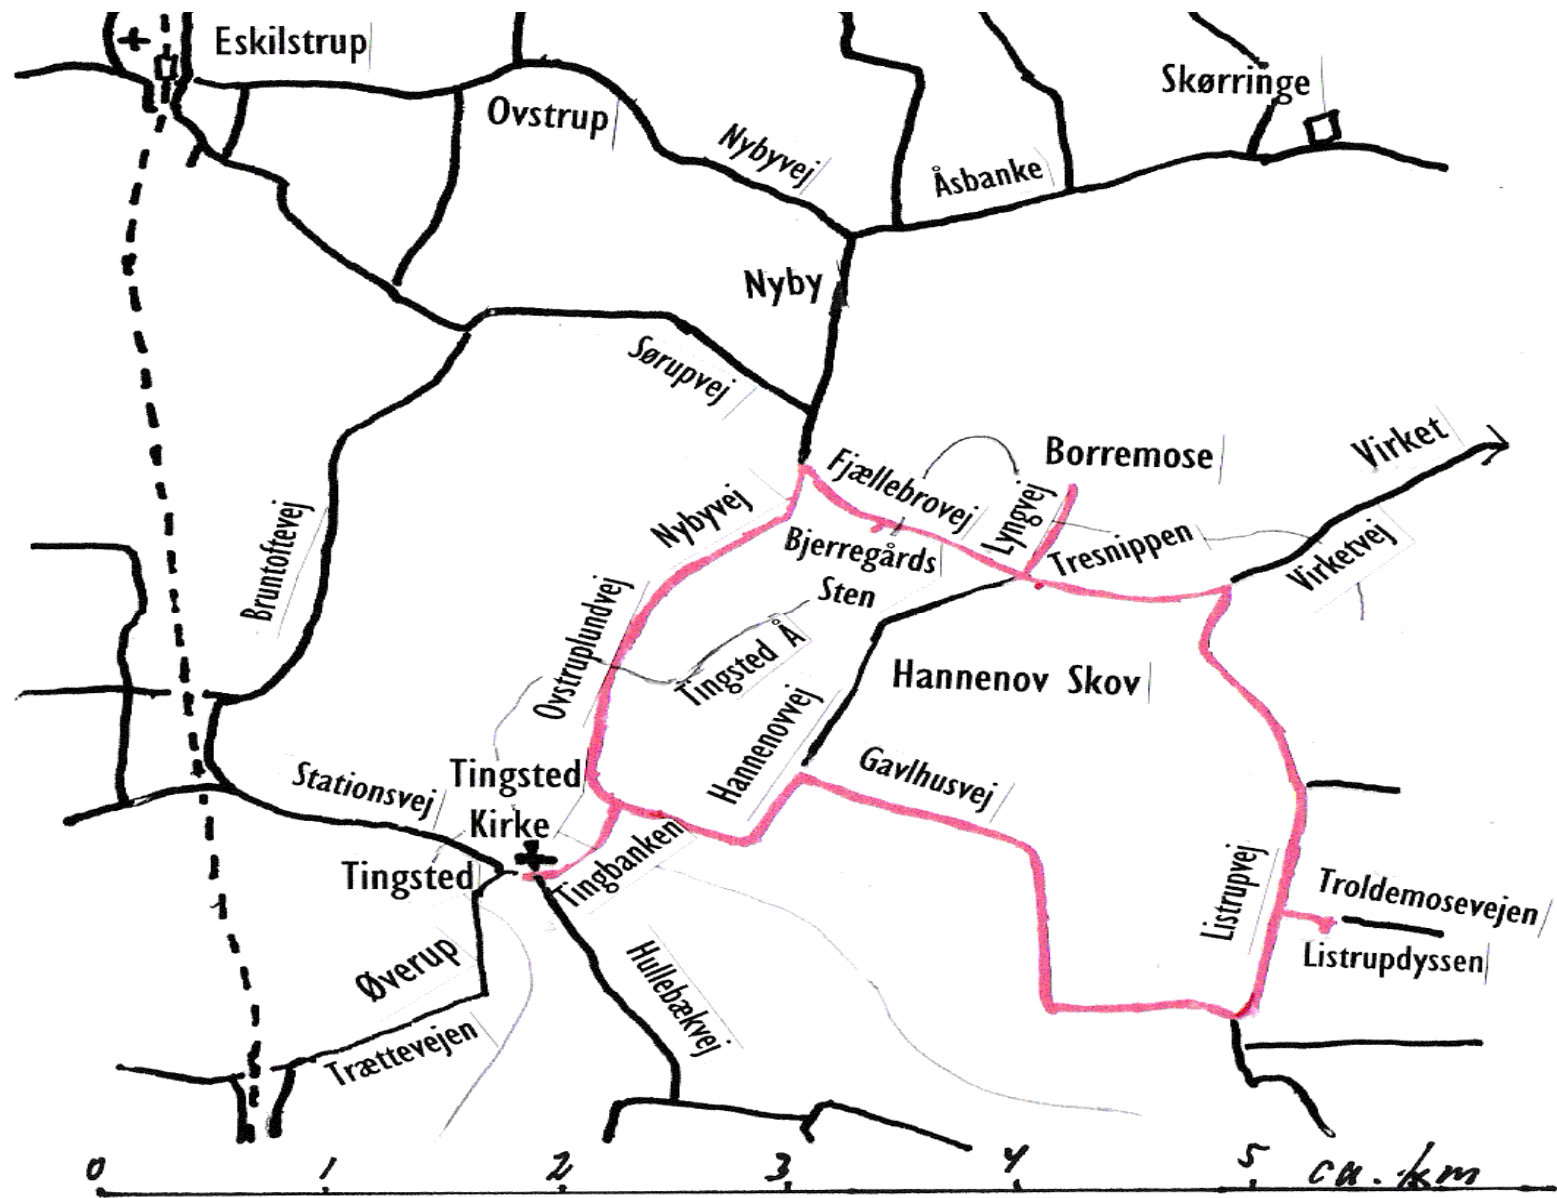 Eskilstrup
Skørringe
Ovstrup
Nybyvej
Åsbanke
Nyby
Sørupvej
Borremose
Virket
Fjællebrovej
Lyngvej
Nybyvej
Bruntoftevej
Bjerregårds
Sten
Tresnippen
Virketvej
Ovstruplundvej
Tingsted Å
Hannenov Skov
Hannenovvej
Gavlhusvej
Stationsvej
Tingsted
Kirke
Tingsted
Tingbanken
Listrupvej
Troldemosevejen
Listrupdyssen
Øverup
Hullebækvej
Trættevejen
0 1 2 3 4 5 ca. km